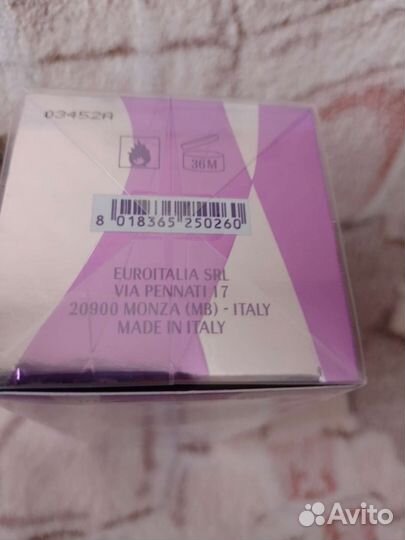 03452A
36M
8 018365 250260
EUROITALIA SRL
VIA PENNATI 17
20900 MONZA (MB) - ITALY
MADE IN ITALY
Avito